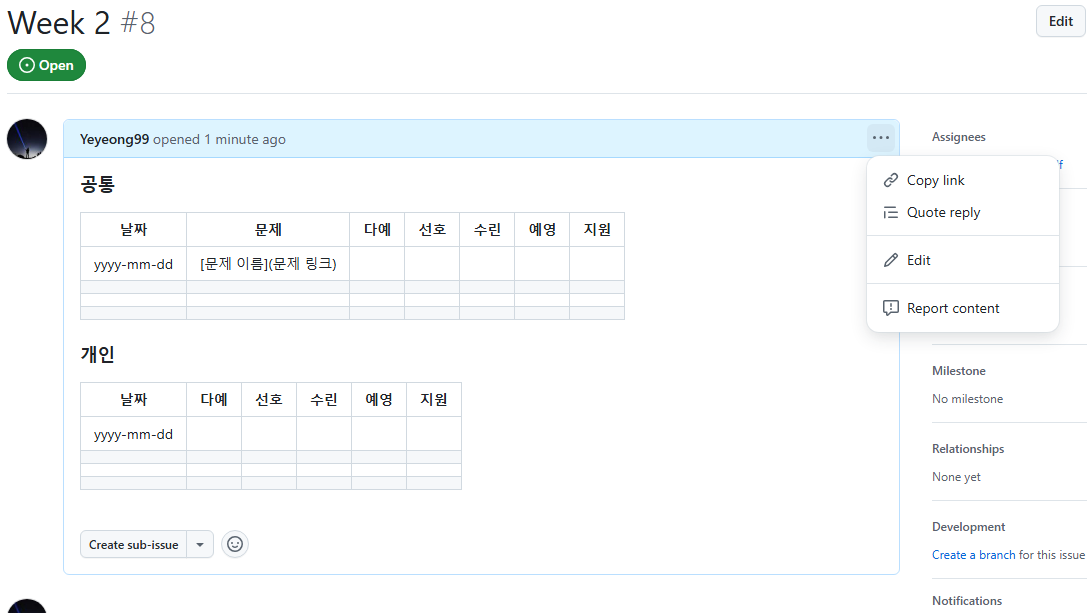 Week 2 #8
Edit
Open
Yeyeong99 opened 1 minute ago
공통
날짜 문제 다예 선호 수린 예영 지원
yyyy-mm-dd [문제 이름](문제 링크)
개인
날짜 다예 선호 수린 예영 지원
yyyy-mm-dd
Create sub-issue
Copy link
Quote reply
Edit
Report content
Assignees
Milestone
No milestone
Relationships
None yet
Development
Create a branch for this issue
Notifications